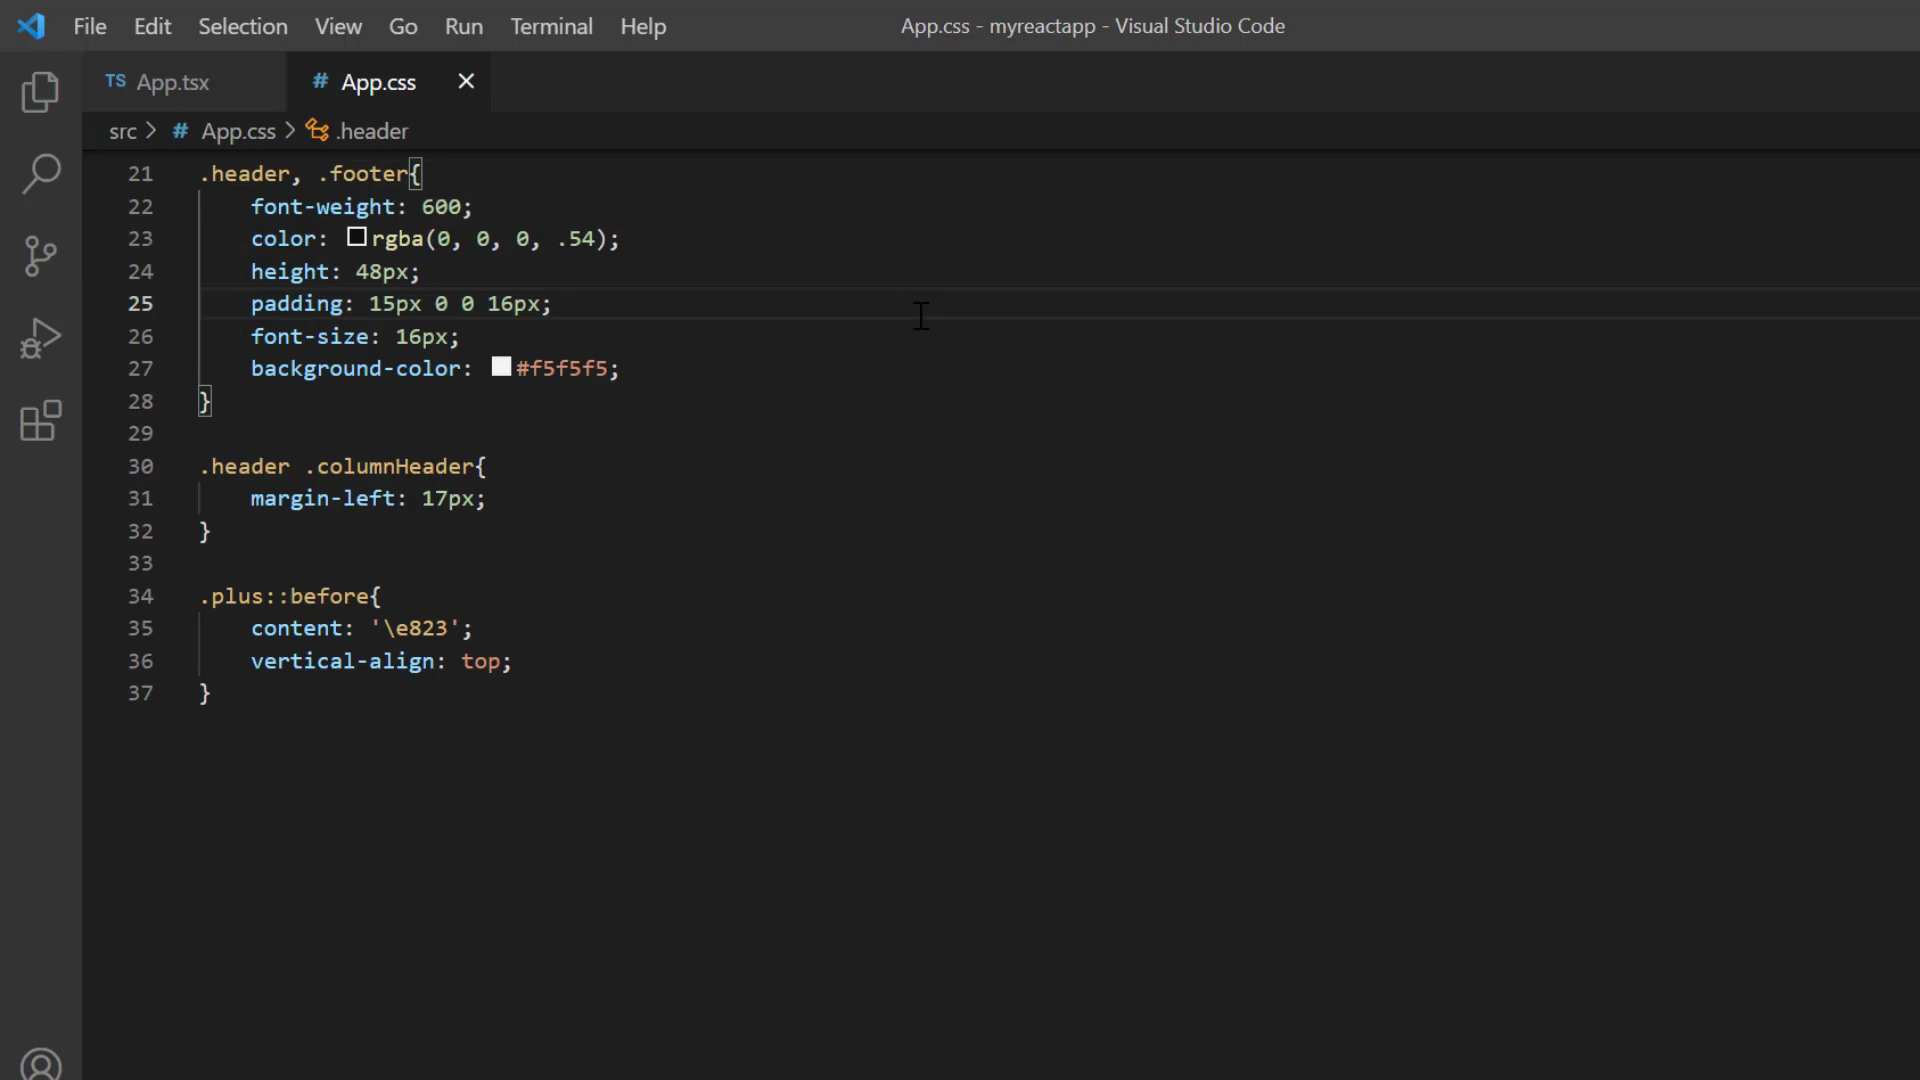 File Edit Selection View Go Run Terminal Help App.css - myreactapp - Visual Studio Code
TS App.tsx # App.css ×
src > # App.css > .header
21 .header, .footer{
22 font-weight: 600;
23 color: rgba(0, 0, 0, .54);
24 height: 48px;
25 padding: 15px 0 0 16px;
26 font-size: 16px;
27 background-color: #f5f5f5;
28 }
29
30 .header .columnHeader{
31 margin-left: 17px;
32 }
33
34 .plus::before{
35 content: '\e823';
36 vertical-align: top;
37 }